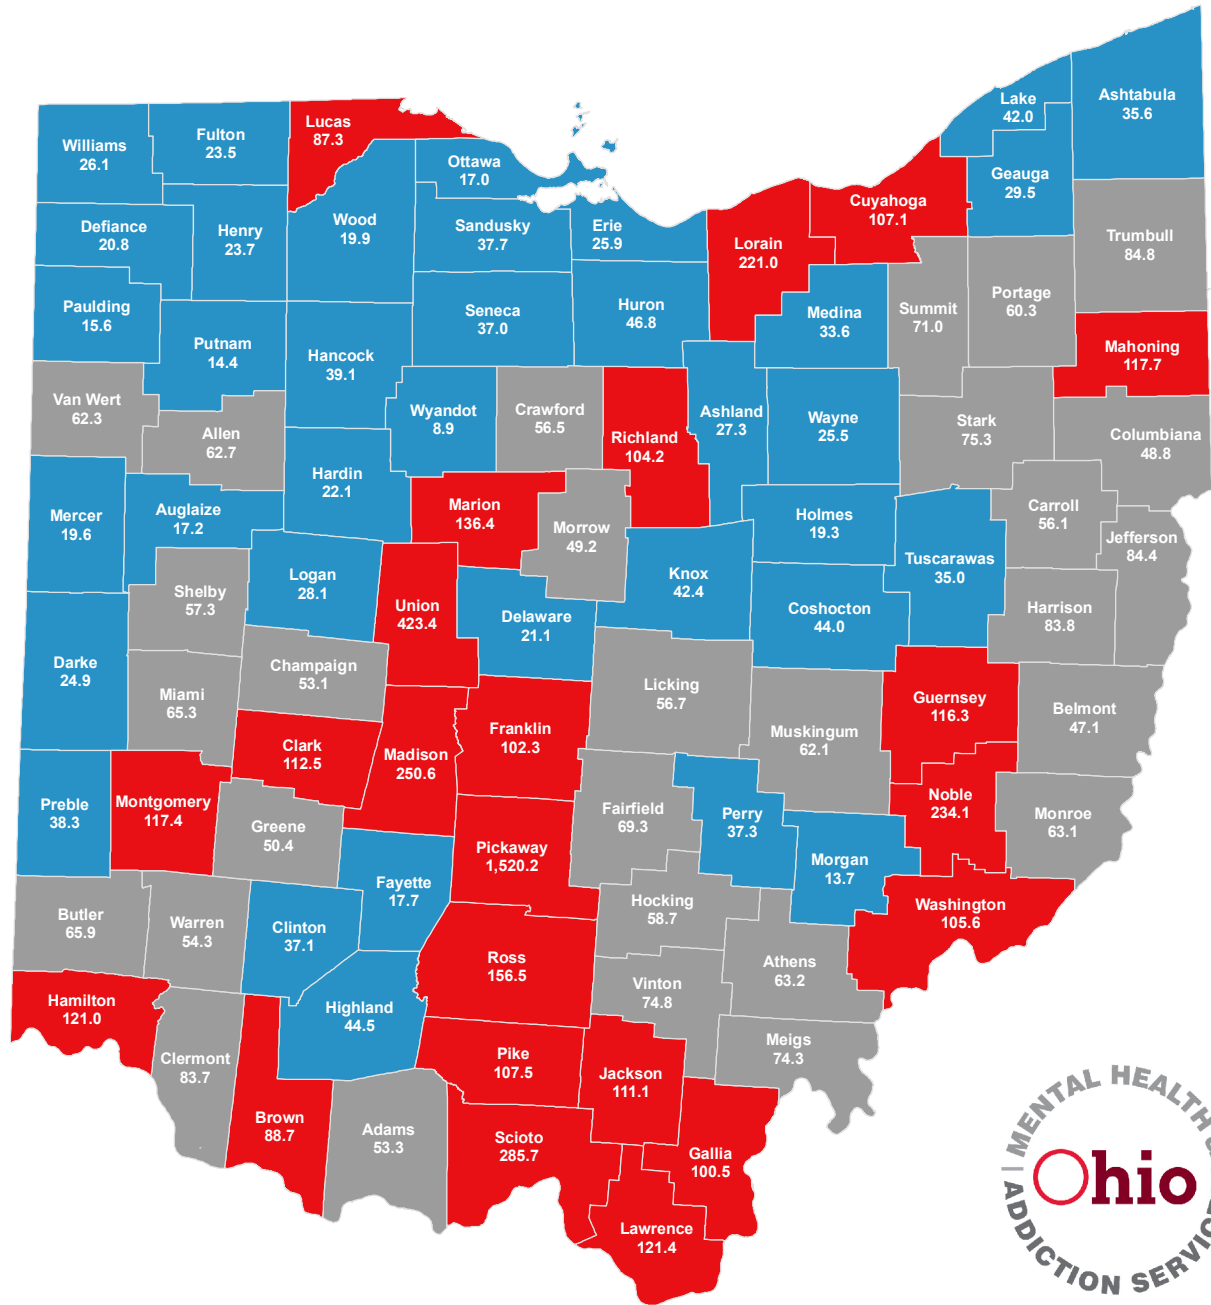 Lake
42.0
Ashtabula
35.6
Lucas
87.3
Fulton
23.5
Williams
26.1
Ottawa
17.0
Geauga
29.5
Cuyahoga
107.1
Wood
19.9
Defiance
20.8
Henry
23.7
Sandusky
37.7
Erie
25.9
Lorain
221.0
Trumbull
84.8
Portage
60.3
Paulding
15.6
Seneca
37.0
Huron
46.8
Medina
33.6
Summit
71.0
Putnam
14.4
Hancock
39.1
Mahoning
117.7
Van Wert
62.3
Wyandot
8.9
Crawford
56.5
Ashland
27.3
Wayne
25.5
Stark
75.3
Allen
62.7
Richland
104.2
Columbiana
48.8
Hardin
22.1
Mercer
19.6
Auglaize
17.2
Marion
136.4
Morrow
49.2
Holmes
19.3
Carroll
56.1
Jefferson
84.4
Tuscarawas
35.0
Logan
28.1
Knox
42.4
Shelby
57.3
Union
423.4
Delaware
21.1
Coshocton
44.0
Harrison
83.8
Darke
24.9
Champaign
53.1
Miami
65.3
Licking
56.7
Guernsey
116.3
Belmont
47.1
Franklin
102.3
Muskingum
62.1
Clark
112.5
Madison
250.6
Preble
38.3
Montgomery
117.4
Greene
50.4
Fairfield
69.3
Perry
37.3
Noble
234.1
Monroe
63.1
Pickaway
1,520.2
Morgan
13.7
Fayette
17.7
Butler
65.9
Warren
54.3
Clinton
37.1
Hocking
58.7
Washington
105.6
Ross
156.5
Athens
63.2
Vinton
74.8
Hamilton
121.0
Highland
44.5
Clermont
83.7
Pike
107.5
Jackson
111.1
Meigs
74.3
Brown
88.7
Adams
53.3
Scioto
285.7
Gallia
100.5
Lawrence
121.4
MENTAL HEALTH
Ohio
ADDICTION SERVIC